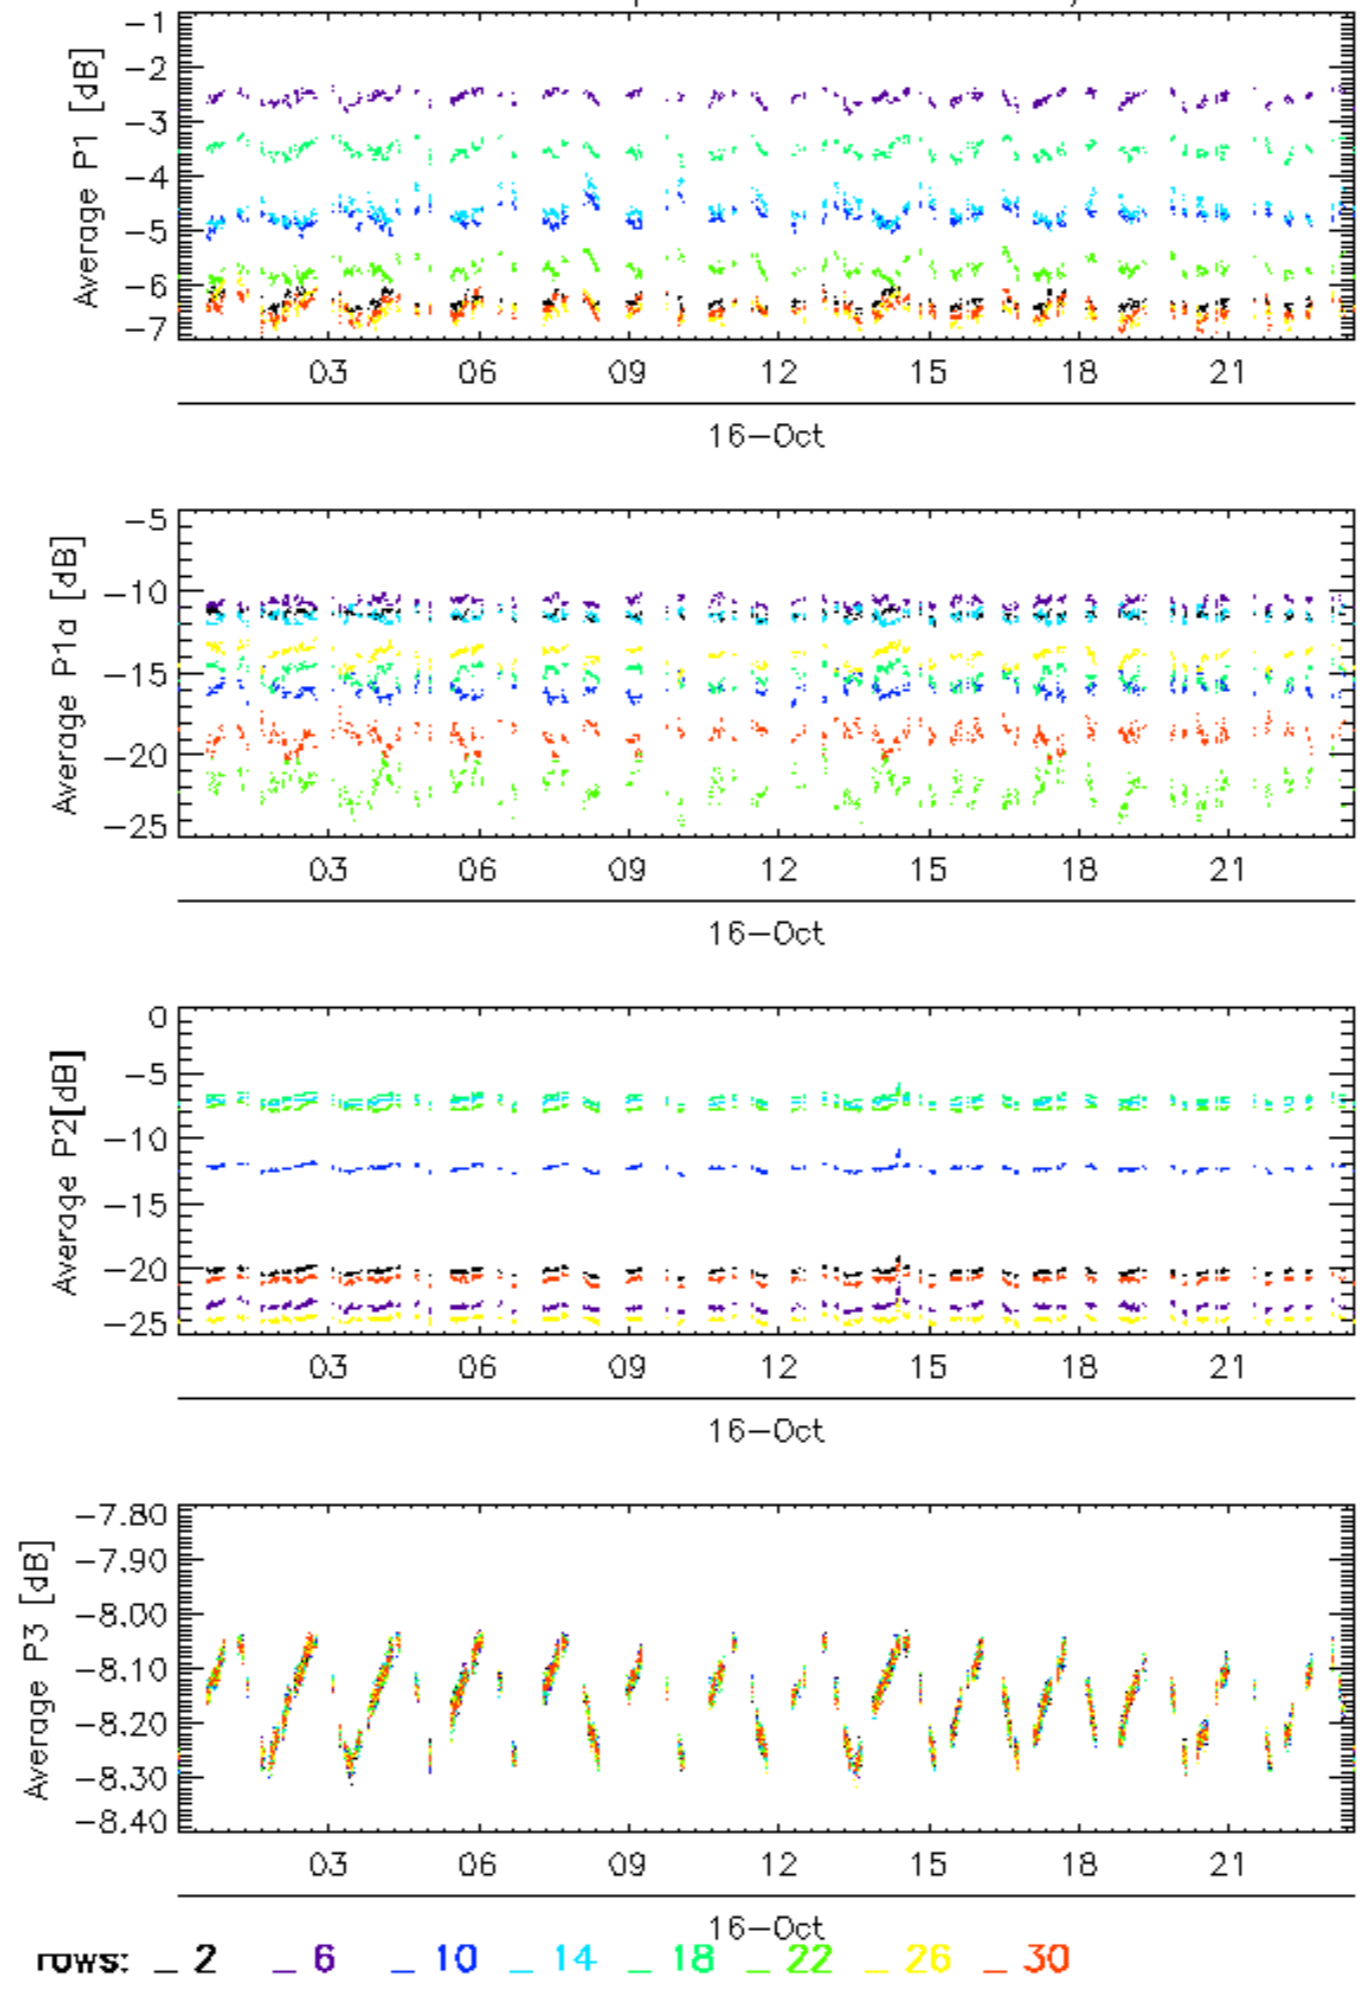 Average P1 [dB]
−1
−2
−3
−4
−5
−6
−7
03 06 09 12 15 18 21
16−Oct
Average P1a [dB]
−5
−10
−15
−20
−25
03 06 09 12 15 18 21
16−Oct
Average P2[dB]
0
−5
−10
−15
−20
−25
03 06 09 12 15 18 21
16−Oct
Average P3 [dB]
−7.80
−7.90
−8.00
−8.10
−8.20
−8.30
−8.40
03 06 09 12 15 18 21
16−Oct
rows: _ 2 _ 6 _ 10 _ 14 _ 18 _ 22 _ 26 _ 30